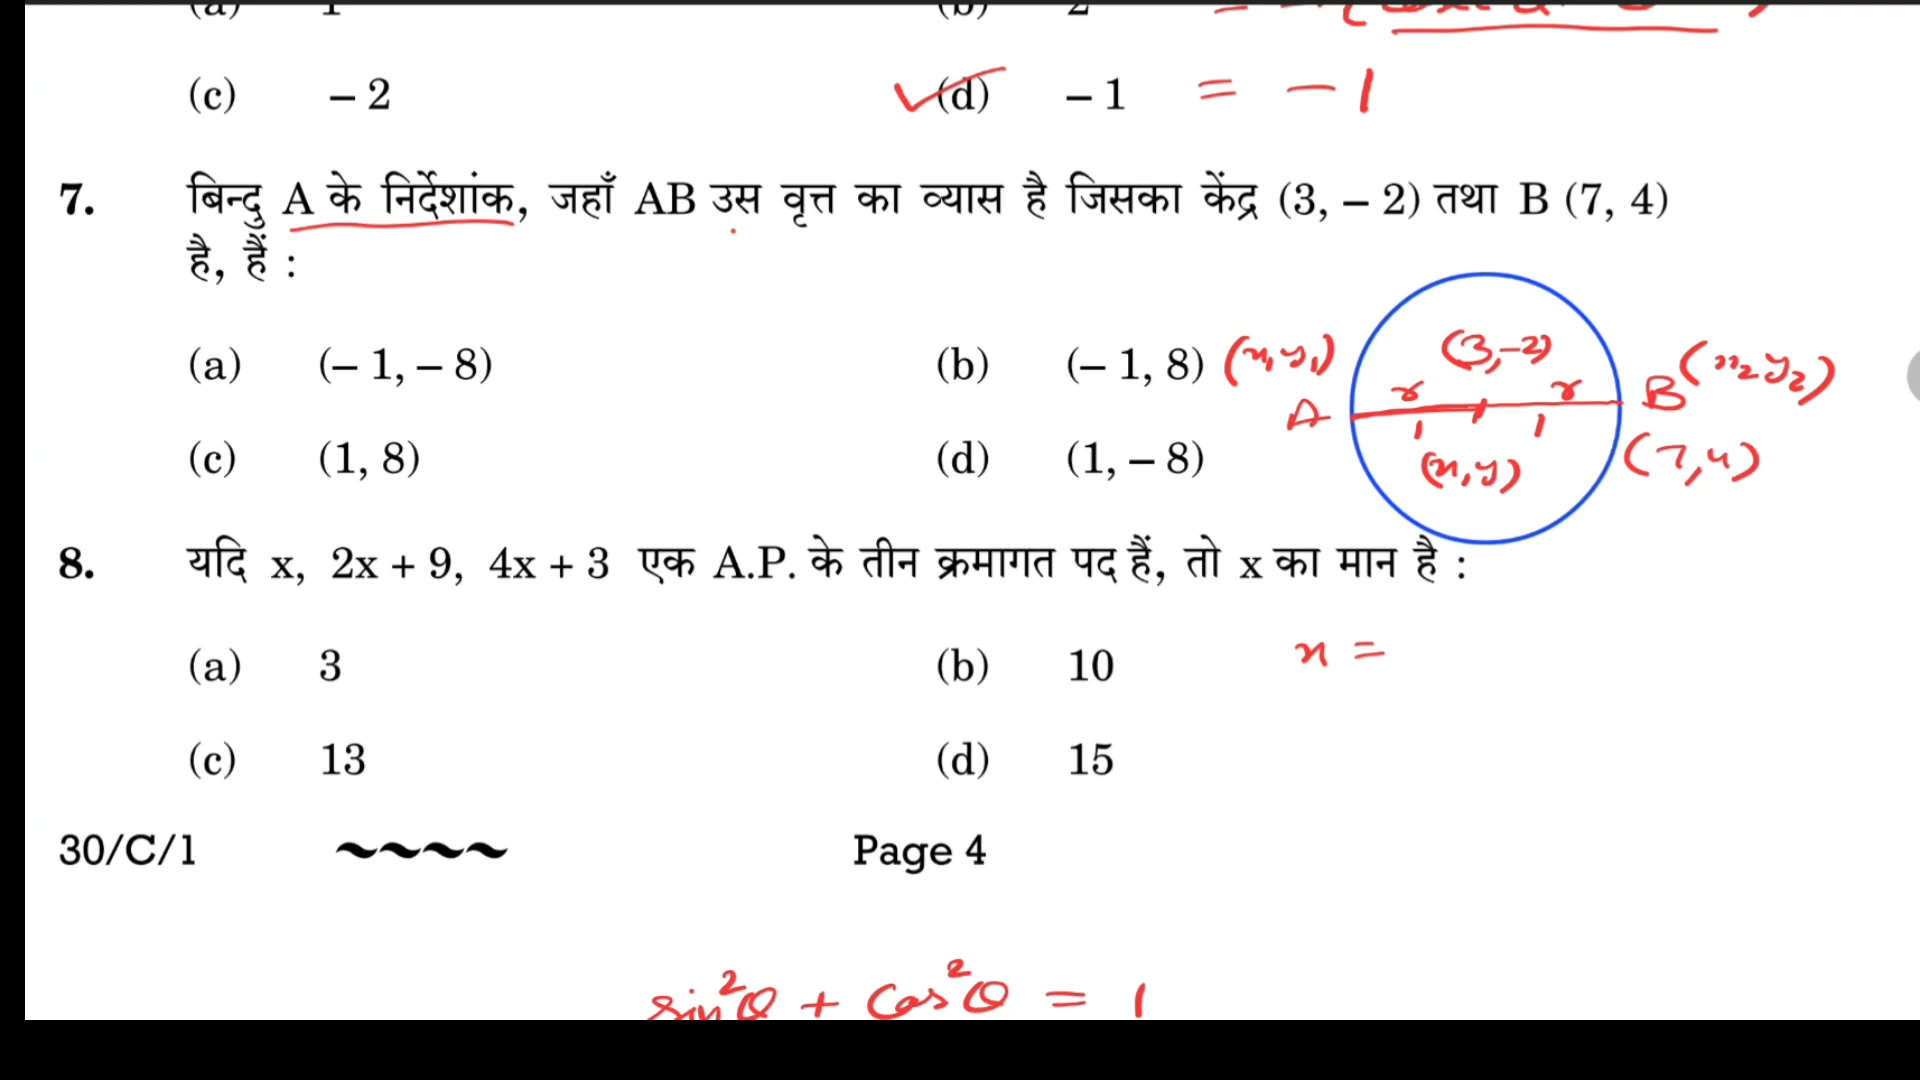 (c) – 2 (d) – 1 = – 1
7. बिन्दु A के निर्देशांक, जहाँ AB उस वृत्त का व्यास है जिसका केंद्र (3, – 2) तथा B (7, 4)
है, हैं :
(a) (– 1, – 8) (b) (– 1, 8) (x₁, y₁) (3, -2) B (x₂ y₂)
A r r
1 1
(c) (1, 8) (d) (1, – 8) (x, y) (7, 4)
8. यदि x, 2x + 9, 4x + 3 एक A.P. के तीन क्रमागत पद हैं, तो x का मान है :
(a) 3 (b) 10 x =
(c) 13 (d) 15
30/C/1 ~~~~ Page 4
sin²θ + cos²θ = 1